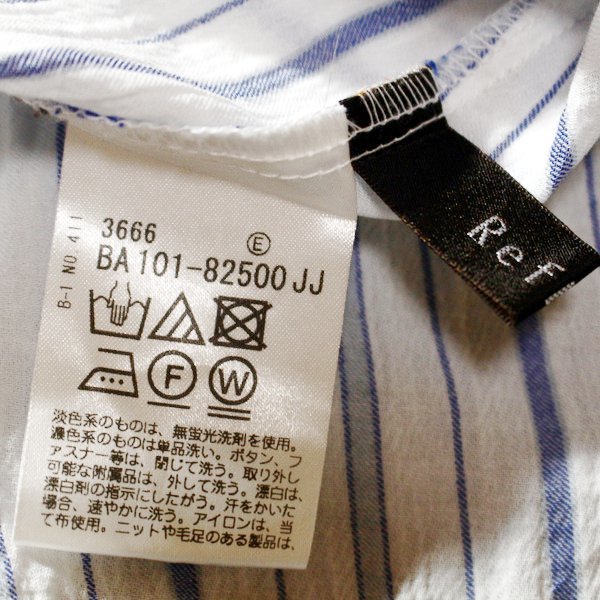 B-1 NO. 411
3666
E
BA101-82500JJ
F
W
淡色系のものは、無蛍光洗剤を使用。
濃色系のものは単品洗い。ボタン、フ
ァスナー等は、閉じて洗う。取り外し
可能な附属品は、外して洗う。漂白は、
漂白剤の指示にしたがう。汗をかいた
場合、速やかに洗う。アイロンは、当
て布使用。ニットや毛足のある製品は、